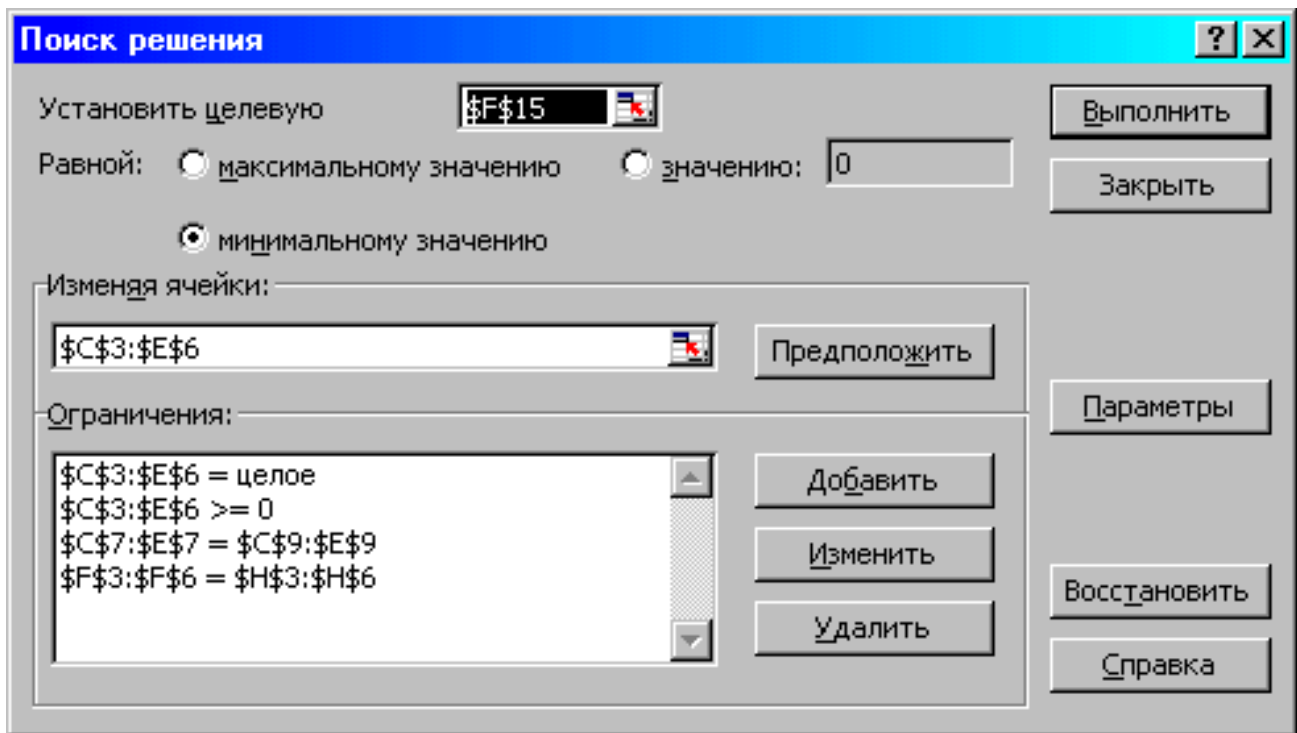 Поиск решения
Установить целевую $F$15 Выполнить
Равной: максимальному значению значению: 0
Закрыть
минимальному значению
Изменяя ячейки:
$C$3:$E$6 Предположить
Ограничения: Параметры
$C$3:$E$6 = целое Добавить
$C$3:$E$6 >= 0
$C$7:$E$7 = $C$9:$E$9 Изменить
$F$3:$F$6 = $H$3:$H$6
Восстановить
Удалить
Справка